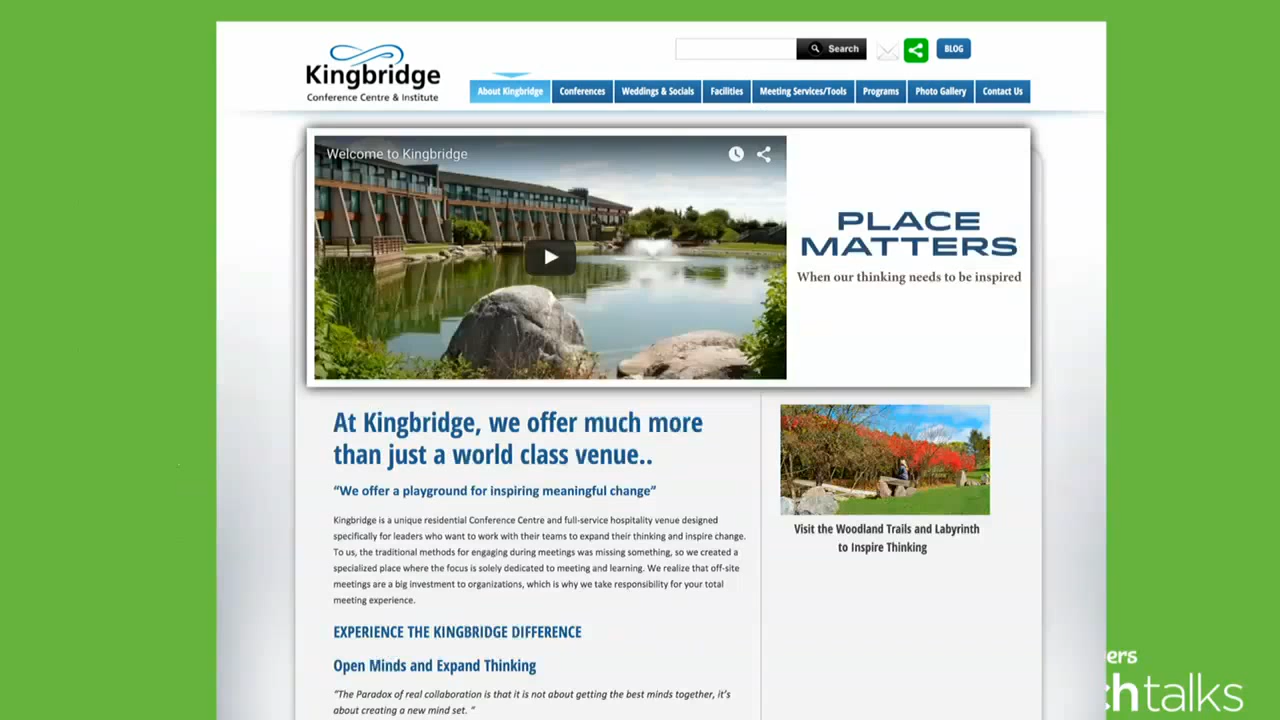 Kingbridge
Conference Centre & Institute
Search
BLOG
About Kingbridge
Conferences
Weddings & Socials
Facilities
Meeting Services/Tools
Programs
Photo Gallery
Contact Us
Welcome to Kingbridge
PLACE
MATTERS
When our thinking needs to be inspired
At Kingbridge, we offer much more
than just a world class venue..
“We offer a playground for inspiring meaningful change”
Kingbridge is a unique residential Conference Centre and full-service hospitality venue designed
specifically for leaders who want to work with their teams to expand their thinking and inspire change.
To us, the traditional methods for engaging during meetings was missing something, so we created a
specialized place where the focus is solely dedicated to meeting and learning. We realize that off-site
meetings are a big investment to organizations, which is why we take responsibility for your total
meeting experience.
EXPERIENCE THE KINGBRIDGE DIFFERENCE
Open Minds and Expand Thinking
“The Paradox of real collaboration is that it is not about getting the best minds together, it’s
about creating a new mind set. ”
Visit the Woodland Trails and Labyrinth
to Inspire Thinking
ers
htalks